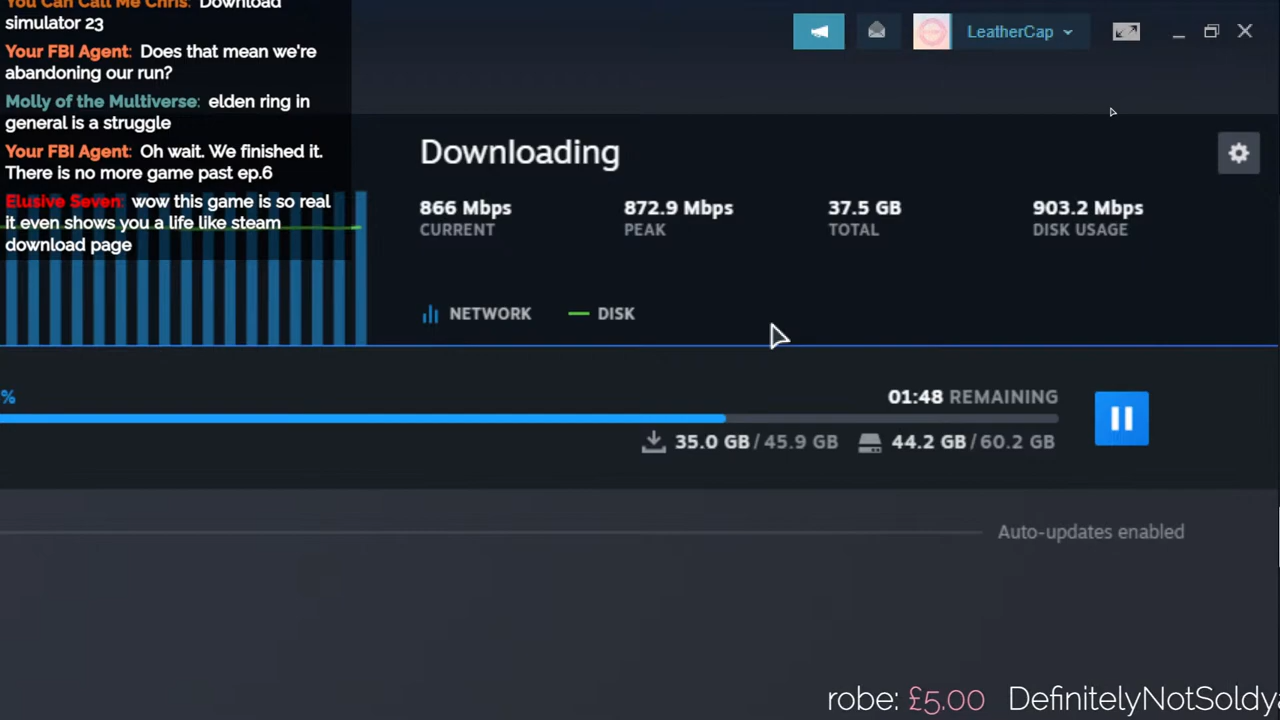 You Can Call Me Chris: Download
simulator 23
Your FBI Agent: Does that mean we're
abandoning our run?
Molly of the Multiverse: elden ring in
general is a struggle
Your FBI Agent: Oh wait. We finished it.
There is no more game past ep.6
Elusive Seven: wow this game is so real
it even shows you a life like steam
download page
LeatherCap
Downloading
866 Mbps 872.9 Mbps 37.5 GB 903.2 Mbps
CURRENT PEAK TOTAL DISK USAGE
NETWORK DISK
% 01:48 REMAINING
35.0 GB / 45.9 GB 44.2 GB / 60.2 GB
Auto-updates enabled
robe: £5.00 DefinitelyNotSoldy